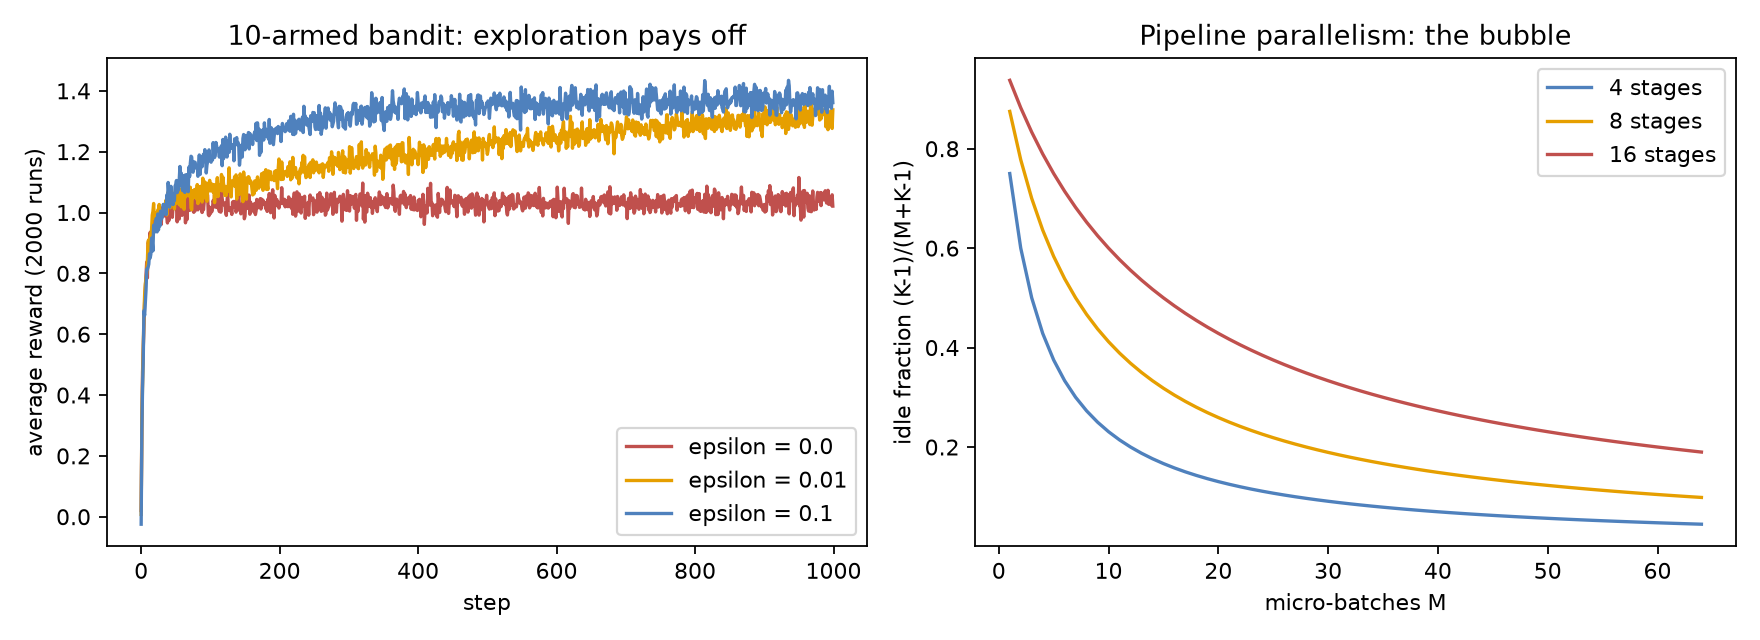 10-armed bandit: exploration pays off
average reward (2000 runs)
1.4
1.2
1.0
0.8
0.6
0.4
0.2
0.0
epsilon = 0.0
epsilon = 0.01
epsilon = 0.1
0 200 400 600 800 1000
step
Pipeline parallelism: the bubble
idle fraction (K-1)/(M+K-1)
0.8
0.6
0.4
0.2
4 stages
8 stages
16 stages
0 10 20 30 40 50 60
micro-batches M